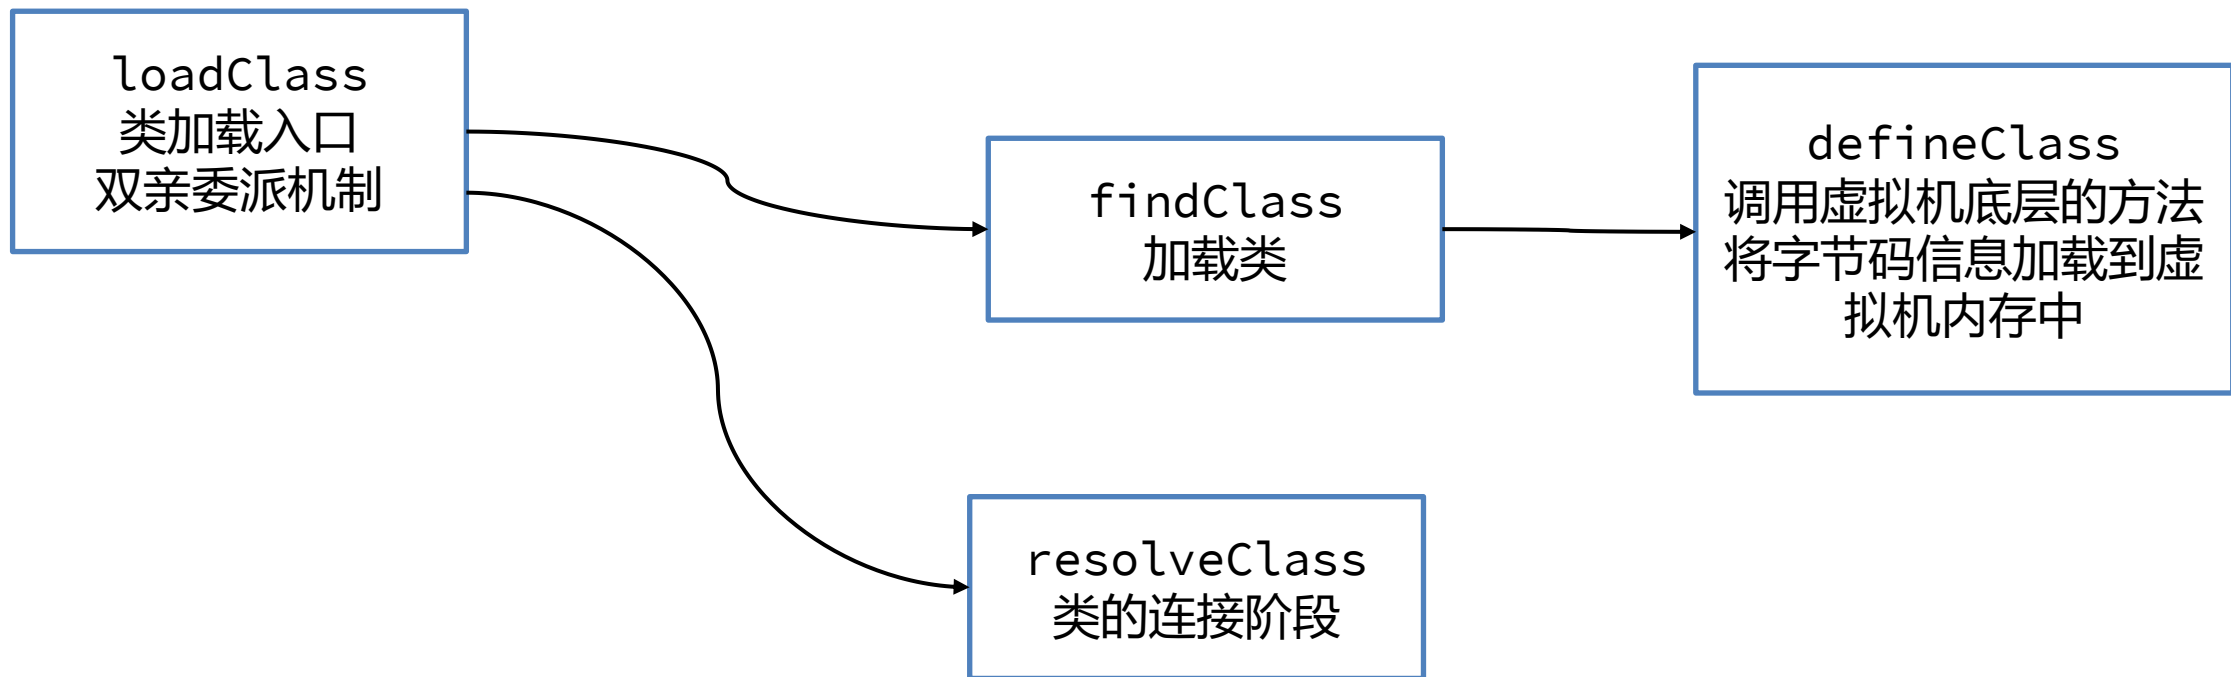 loadClass
类加载入口
双亲委派机制
findClass
加载类
defineClass
调用虚拟机底层的方法
将字节码信息加载到虚
拟机内存中
resolveClass
类的连接阶段